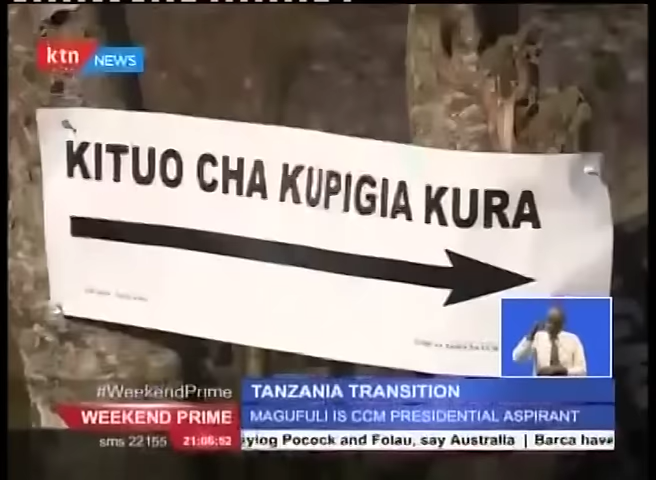 ktn NEWS
KITUO CHA KUPIGIA KURA
#WeekendPrime
WEEKEND PRIME
sms 22155 21:06:52
TANZANIA TRANSITION
MAGUFULI IS CCM PRESIDENTIAL ASPIRANT
ying Pocock and Folau, say Australia | Barca have